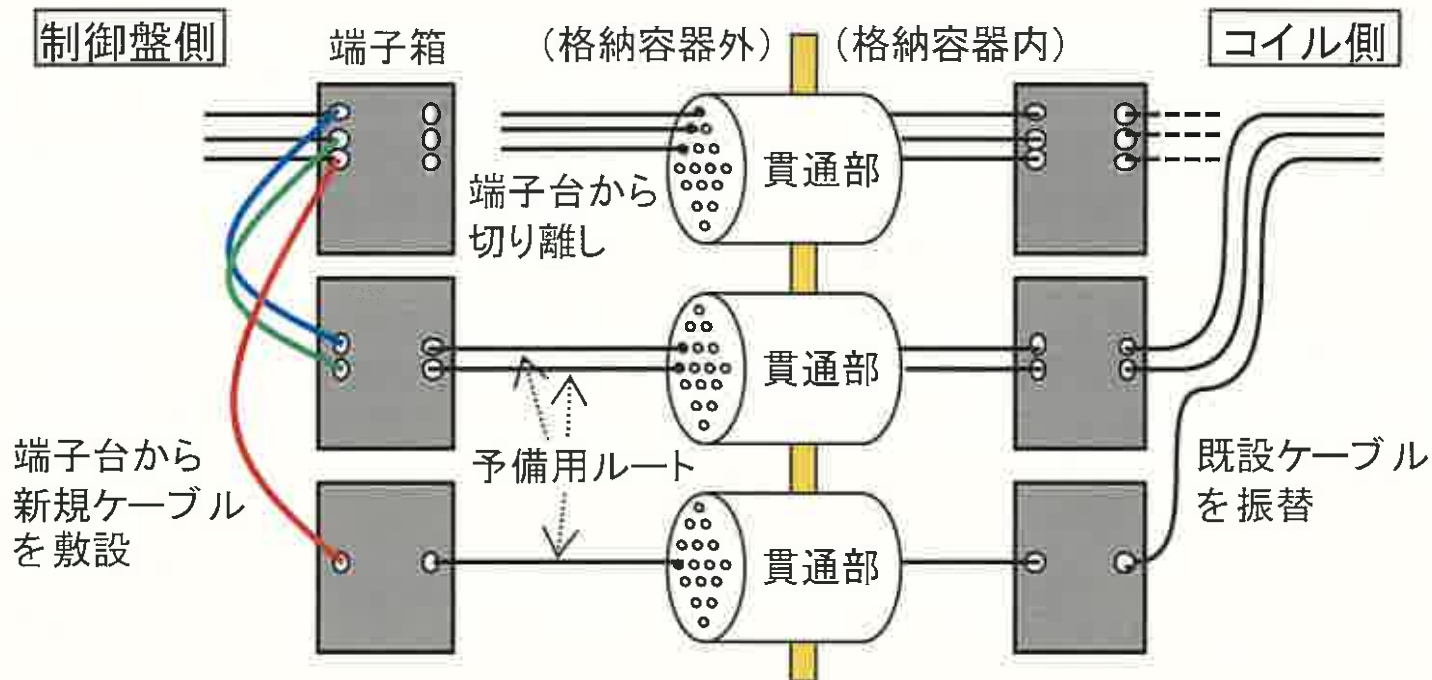 制御盤側
端子箱
（格納容器外）
（格納容器内）
コイル側
貫通部
端子台から
切り離し
貫通部
予備用ルート
端子台から
新規ケーブル
を敷設
既設ケーブル
を振替
貫通部